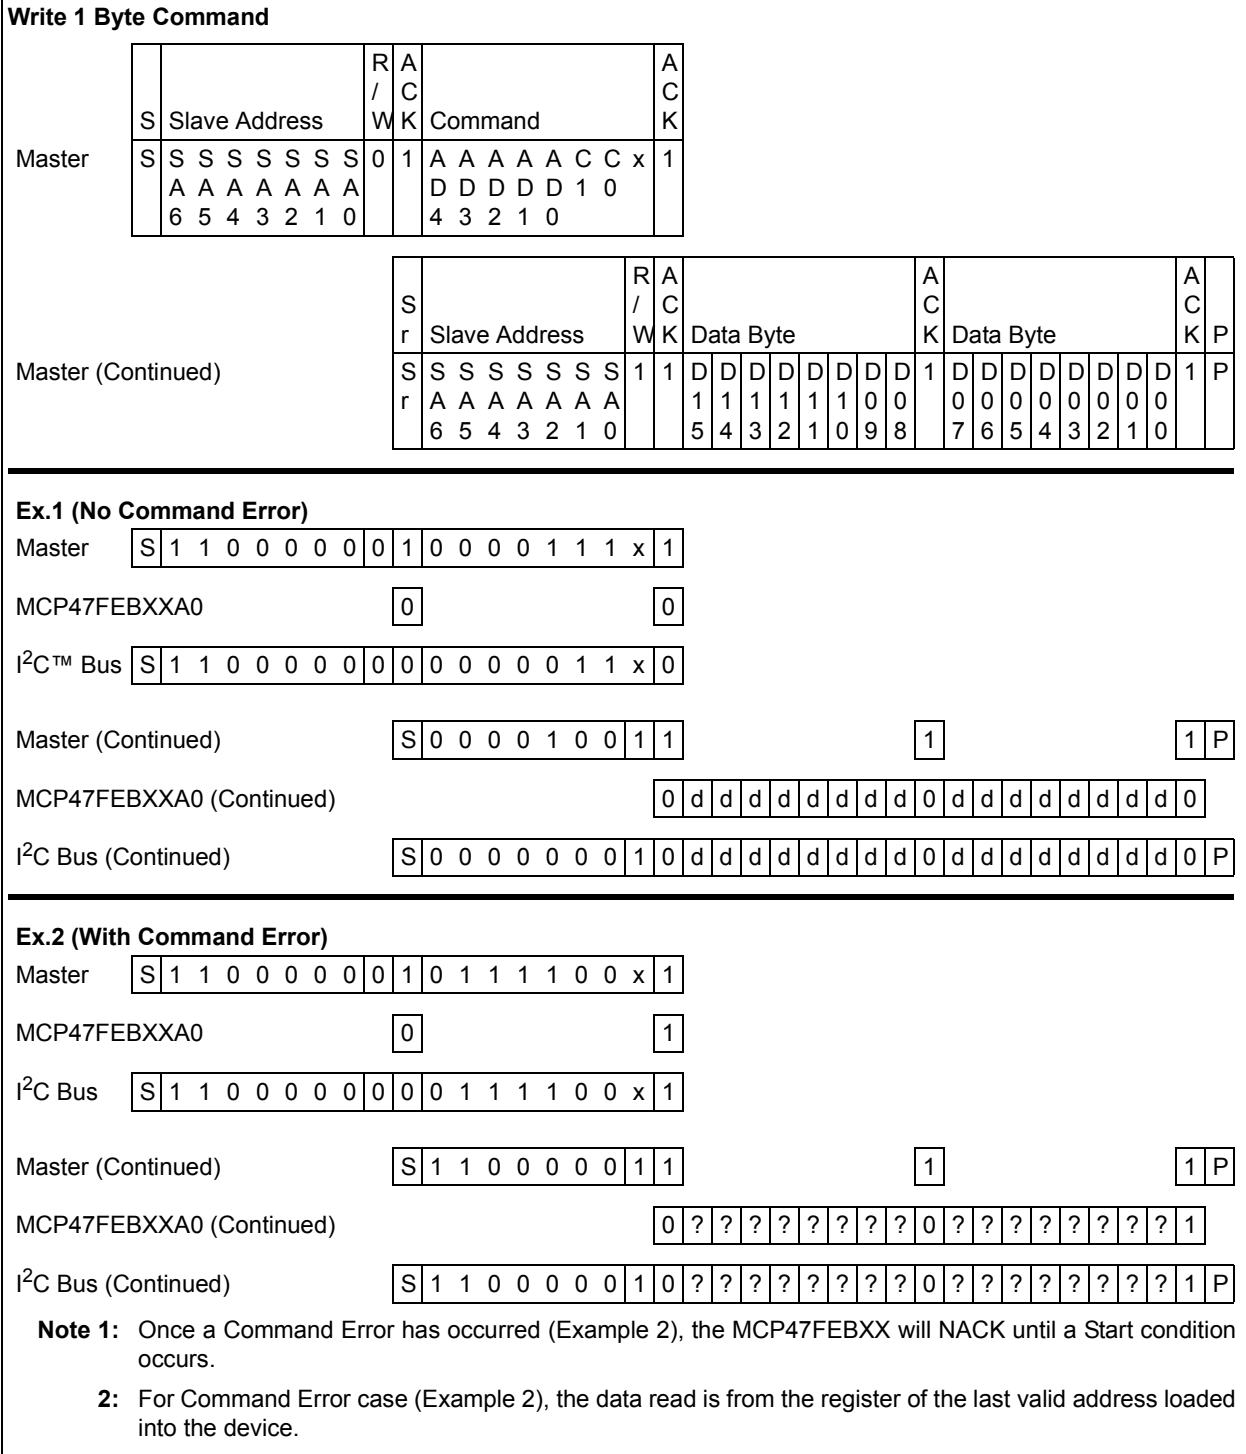 Write 1 Byte Command
R A A
/ C C
S Slave Address W K Command K
Master S S S S S S S S 0 1 A A A A A C C x 1
A A A A A A A D D D D D 1 0
6 5 4 3 2 1 0 4 3 2 1 0
R A A A
S / C C C
r Slave Address W K Data Byte K Data Byte K P
Master (Continued) S S S S S S S S 1 1 D D D D D D D D 1 D D D D D D D D 1 P
r A A A A A A A 1 1 1 1 1 1 0 0 0 0 0 0 0 0 0 0
6 5 4 3 2 1 0 5 4 3 2 1 0 9 8 7 6 5 4 3 2 1 0
Ex.1 (No Command Error)
Master S 1 1 0 0 0 0 0 0 1 0 0 0 0 1 1 1 x 1
MCP47FEBXXA0 0 0
I2C™ Bus S 1 1 0 0 0 0 0 0 0 0 0 0 0 0 1 1 x 0
Master (Continued) S 0 0 0 0 1 0 0 1 1 1 1 P
MCP47FEBXXA0 (Continued) 0 d d d d d d d d 0 d d d d d d d d 0
I2C Bus (Continued) S 0 0 0 0 0 0 0 1 0 d d d d d d d d 0 d d d d d d d d 0 P
Ex.2 (With Command Error)
Master S 1 1 0 0 0 0 0 0 1 0 1 1 1 1 0 0 x 1
MCP47FEBXXA0 0 1
I2C Bus S 1 1 0 0 0 0 0 0 0 0 1 1 1 1 0 0 x 1
Master (Continued) S 1 1 0 0 0 0 0 1 1 1 1 P
MCP47FEBXXA0 (Continued) 0 ? ? ? ? ? ? ? ? 0 ? ? ? ? ? ? ? ? 1
I2C Bus (Continued) S 1 1 0 0 0 0 0 1 0 ? ? ? ? ? ? ? ? 0 ? ? ? ? ? ? ? ? 1 P
Note 1: Once a Command Error has occurred (Example 2), the MCP47FEBXX will NACK until a Start condition
occurs.
2: For Command Error case (Example 2), the data read is from the register of the last valid address loaded
into the device.